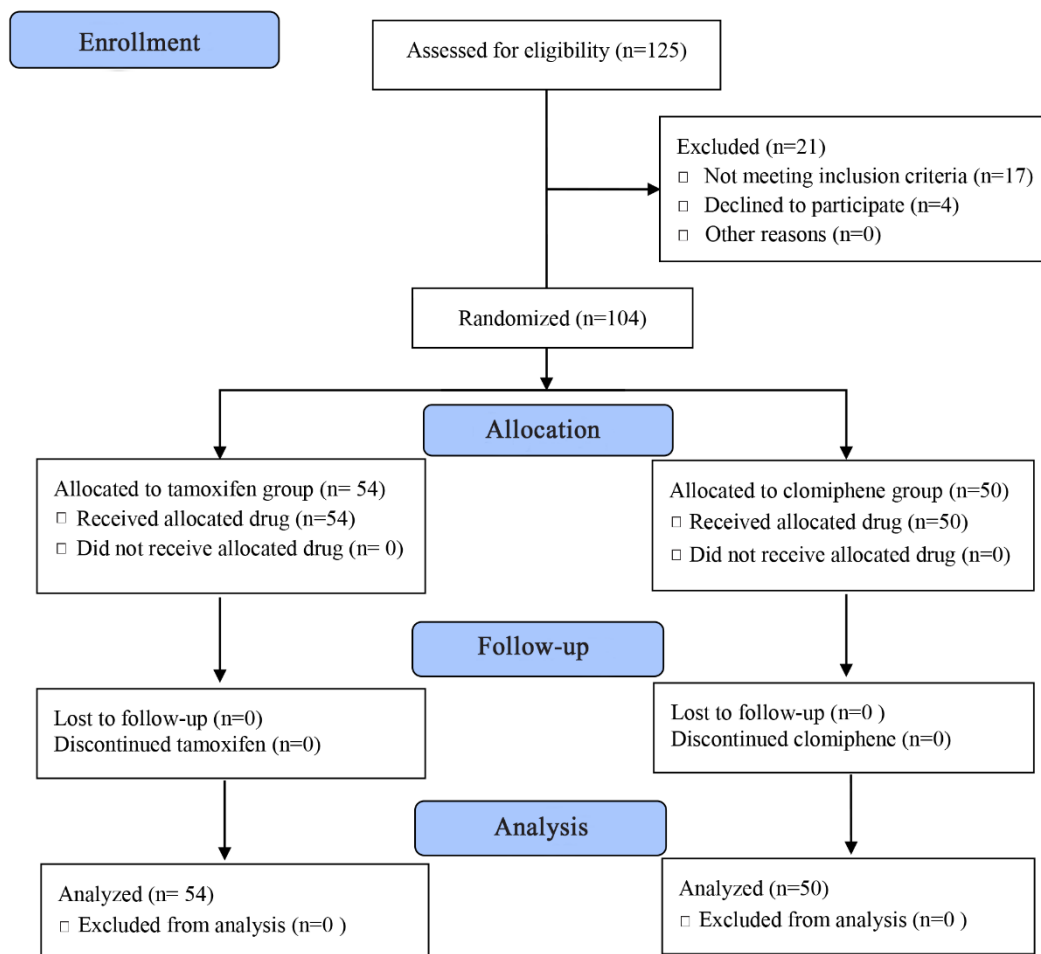 Enrollment
Assessed for eligibility (n=125)
Excluded (n=21)
□ Not meeting inclusion criteria (n=17)
□ Declined to participate (n=4)
□ Other reasons (n=0)
Randomized (n=104)
Allocation
Allocated to tamoxifen group (n= 54)
□ Received allocated drug (n=54)
□ Did not receive allocated drug (n= 0)
Allocated to clomiphene group (n=50)
□ Received allocated drug (n=50)
□ Did not receive allocated drug (n=0)
Follow-up
Lost to follow-up (n=0)
Discontinued tamoxifen (n=0)
Lost to follow-up (n=0 )
Discontinued clomiphene (n=0)
Analysis
Analyzed (n= 54)
□ Excluded from analysis (n=0 )
Analyzed (n=50)
□ Excluded from analysis (n=0 )